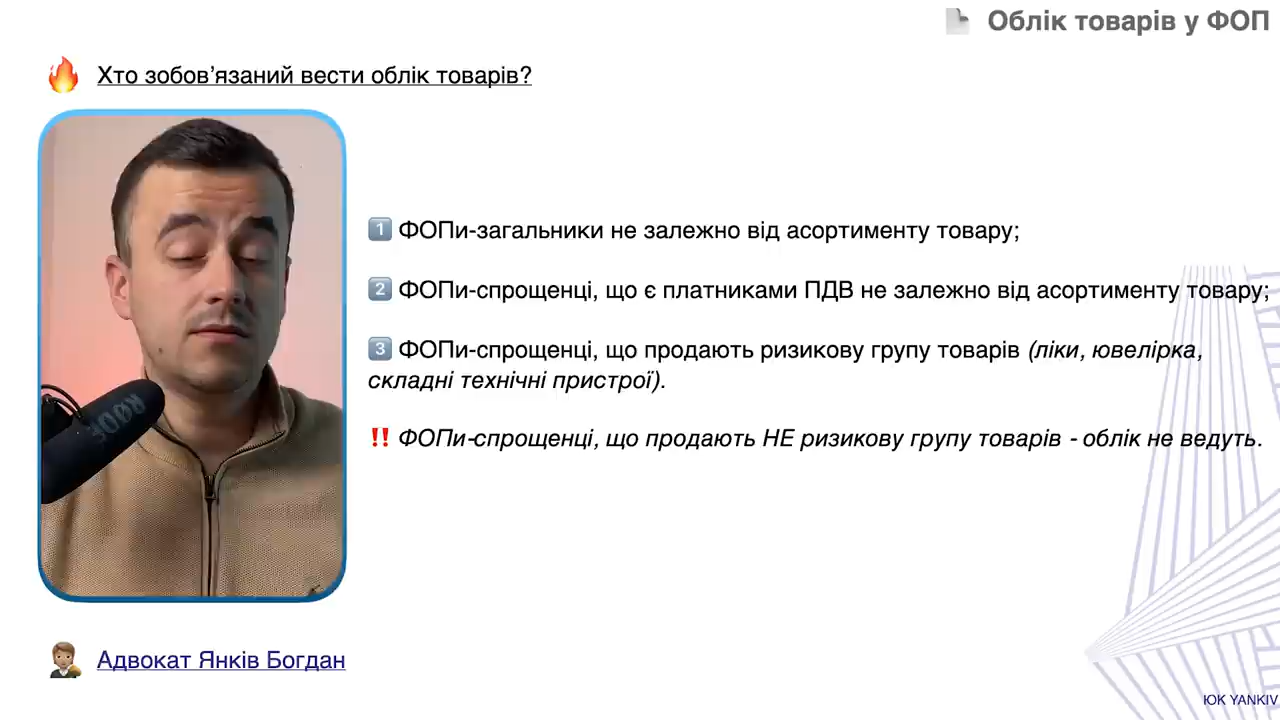 Облік товарів у ФОП
Хто зобов’язаний вести облік товарів?
1 ФОПи-загальники не залежно від асортименту товару;
2 ФОПи-спрощенці, що є платниками ПДВ не залежно від асортименту товару;
3 ФОПи-спрощенці, що продають ризикову групу товарів (ліки, ювелірка,
складні технічні пристрої).
‼ ФОПи-спрощенці, що продають НЕ ризикову групу товарів - облік не ведуть.
RØDE
Адвокат Янків Богдан
ЮК YANKIV